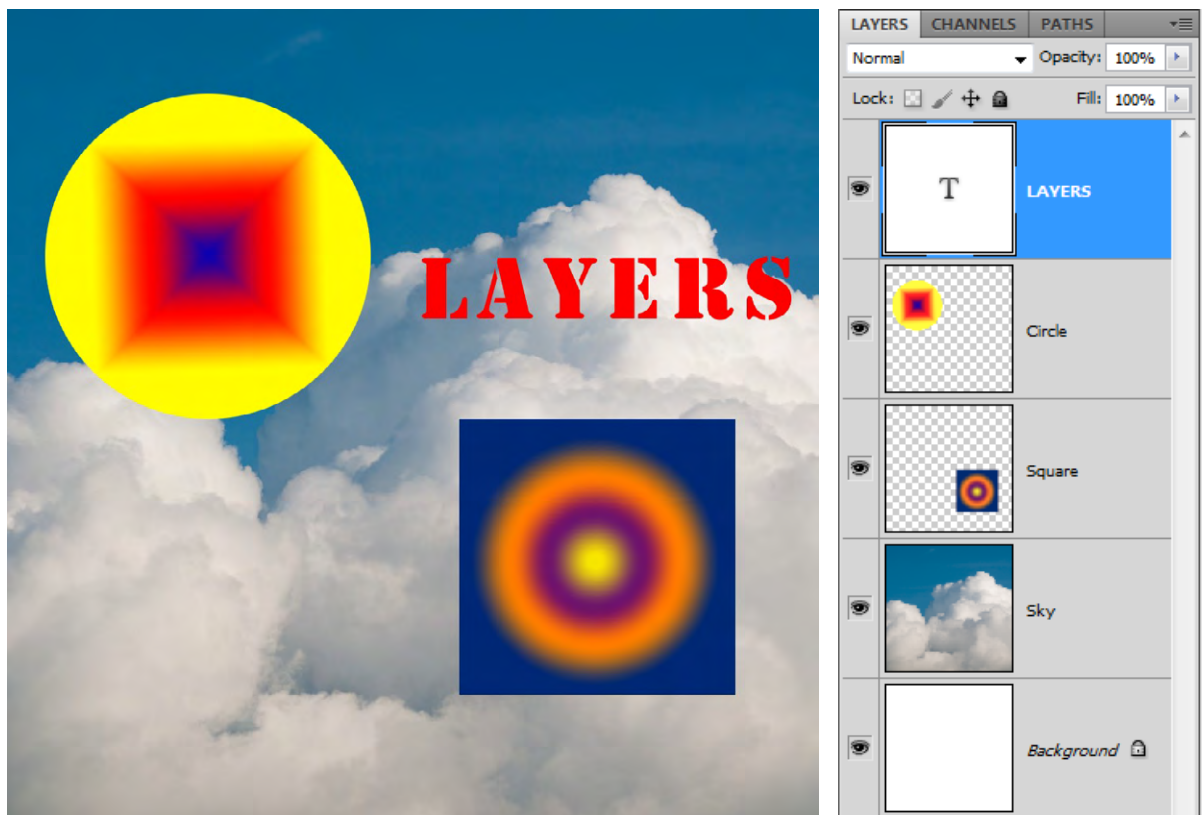 LAYERS
LAYERS CHANNELS PATHS
Normal Opacity: 100%
Lock: Fill: 100%
T LAYERS
Circle
Square
Sky
Background